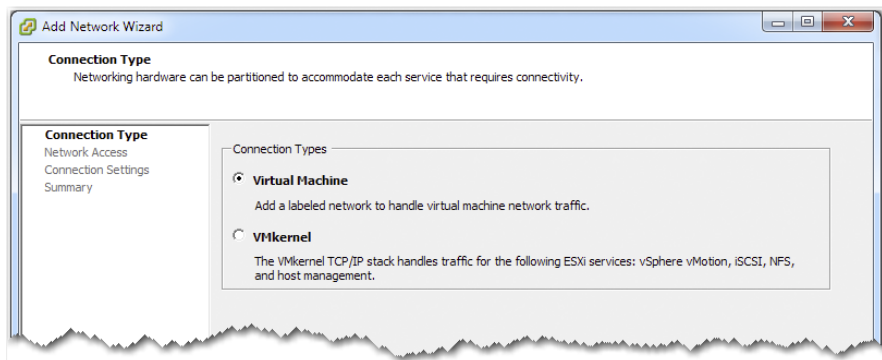 Add Network Wizard
Connection Type
Networking hardware can be partitioned to accommodate each service that requires connectivity.
Connection Type
Network Access
Connection Settings
Summary
Connection Types
Virtual Machine
Add a labeled network to handle virtual machine network traffic.
VMkernel
The VMkernel TCP/IP stack handles traffic for the following ESXi services: vSphere vMotion, iSCSI, NFS,
and host management.